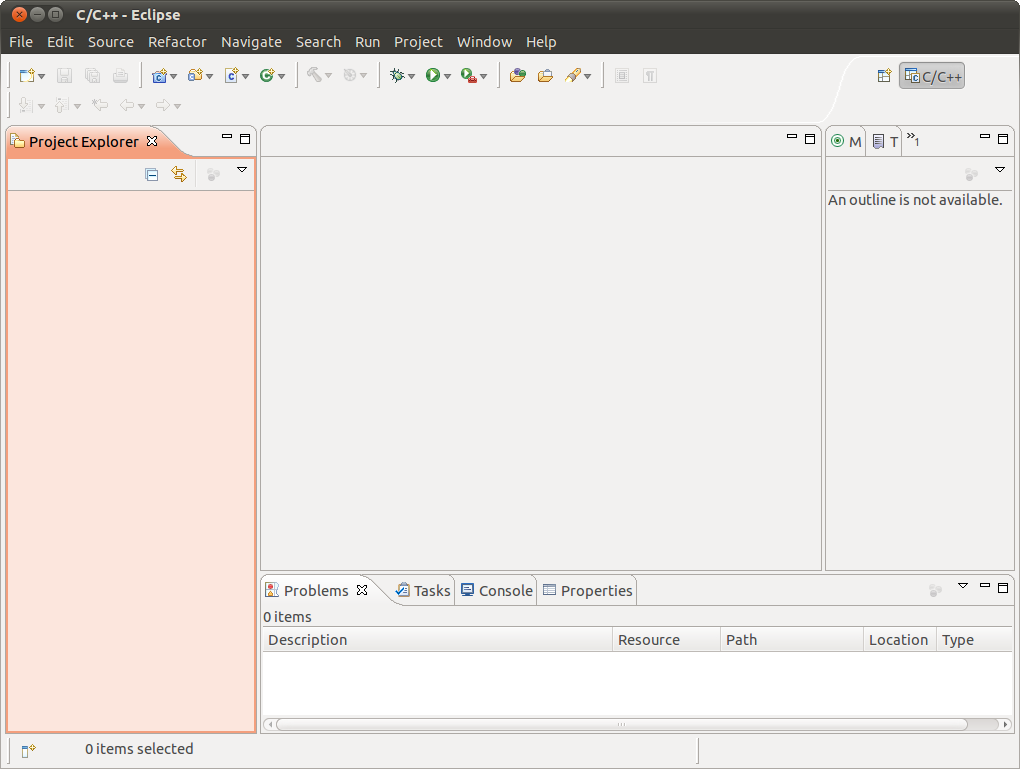 C/C++ - Eclipse
File Edit Source Refactor Navigate Search Run Project Window Help
C/C++
Project Explorer
M T »1
An outline is not available.
Problems Tasks Console Properties
0 items
Description Resource Path Location Type
0 items selected